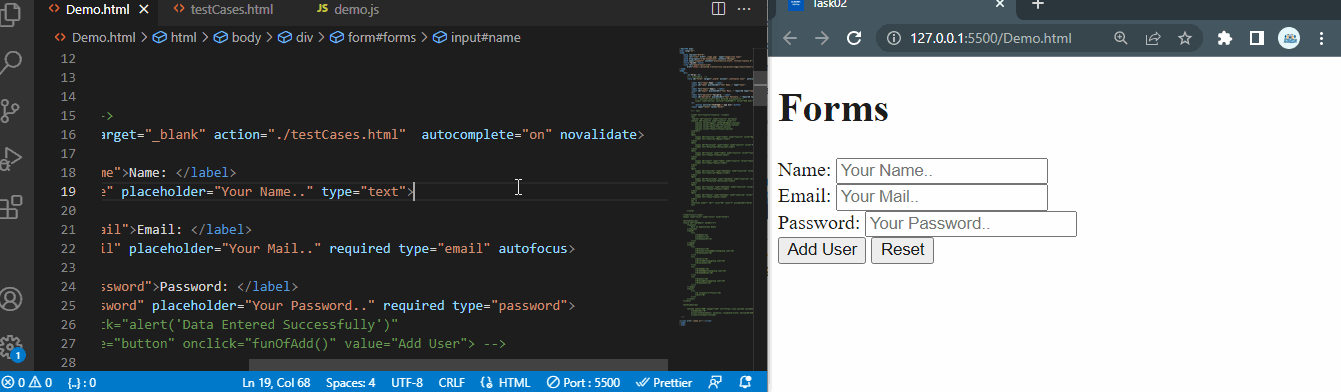 Demo.html
testCases.html
JS demo.js
Demo.html > html > body > div > form#forms > input#name
12
13
14
15 -->
16 target="_blank" action="./testCases.html" autocomplete="on" novalidate>
17
18 me">Name: </label>
19 e" placeholder="Your Name.." type="text">
20
21 ail">Email: </label>
22 ail" placeholder="Your Mail.." required type="email" autofocus>
23
24 ssword">Password: </label>
25 sword" placeholder="Your Password.." required type="password">
26 ck="alert('Data Entered Successfully')"
27 e="button" onclick="funOfAdd()" value="Add User"> -->
28
0 0 {..} : 0 Ln 19, Col 68 Spaces: 4 UTF-8 CRLF HTML Port : 5500 Prettier
1
Task02
127.0.0.1:5500/Demo.html
Forms
Name: Your Name..
Email: Your Mail..
Password: Your Password..
Add User Reset